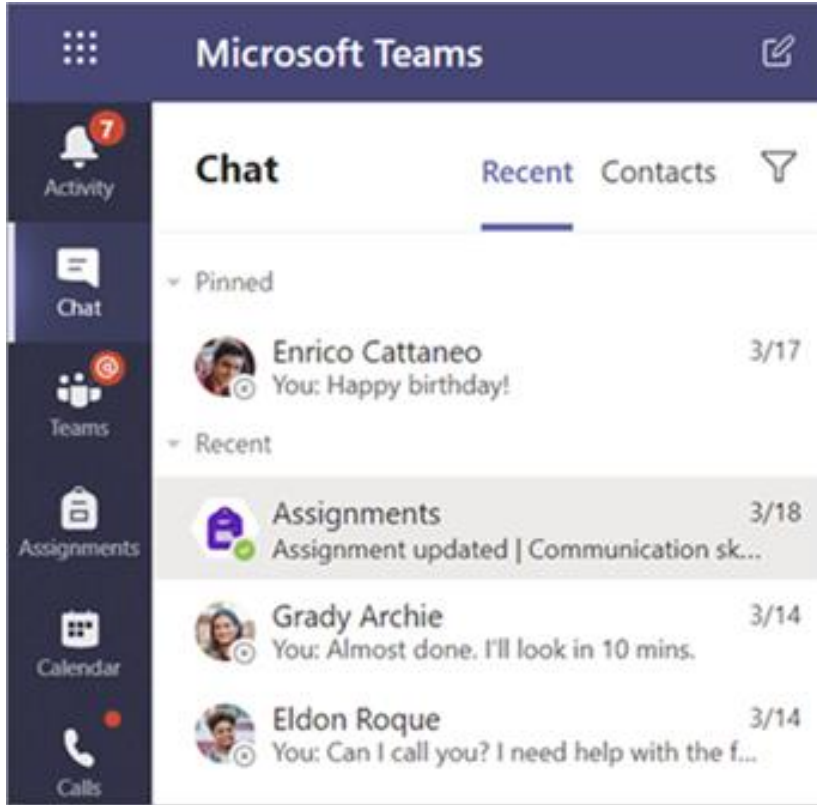 Microsoft Teams
7
Activity
Chat
Teams
Assignments
Calendar
Calls
Chat Recent Contacts
Pinned
Enrico Cattaneo 3/17
You: Happy birthday!
Recent
Assignments 3/18
Assignment updated | Communication sk...
Grady Archie 3/14
You: Almost done. I'll look in 10 mins.
Eldon Roque 3/14
You: Can I call you? I need help with the f...